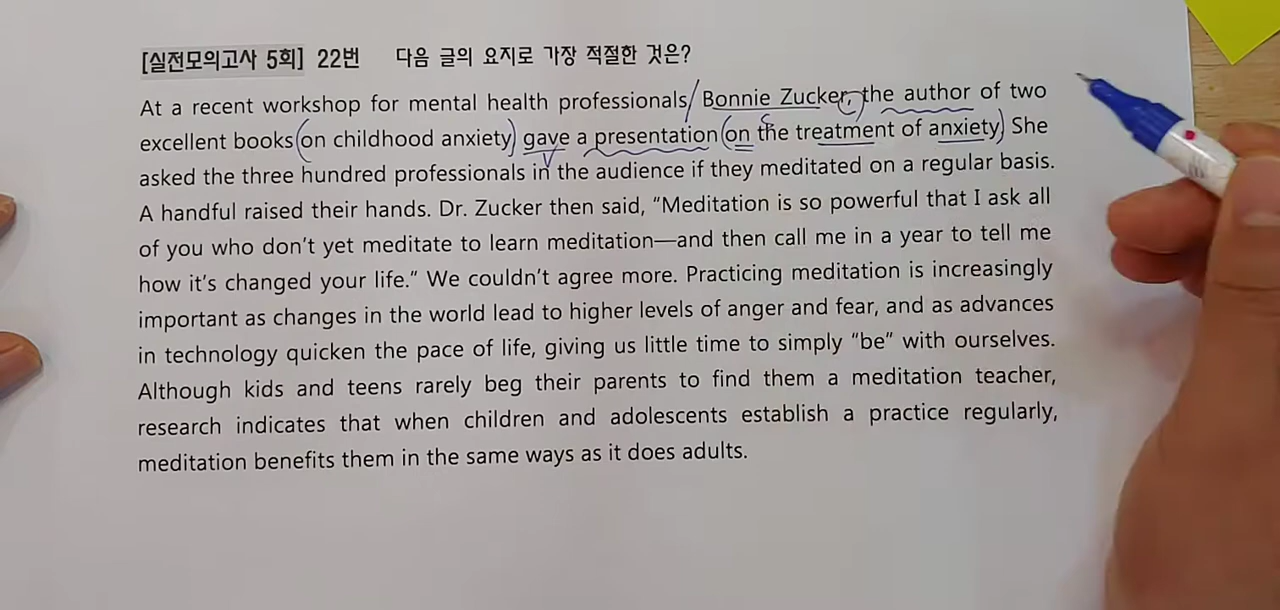 [실전모의고사 5회] 22번 다음 글의 요지로 가장 적절한 것은?
At a recent workshop for mental health professionals Bonnie Zucker, the author of two
excellent books on childhood anxiety gave a presentation on the treatment of anxiety. She
asked the three hundred professionals in the audience if they meditated on a regular basis.
A handful raised their hands. Dr. Zucker then said, “Meditation is so powerful that I ask all
of you who don’t yet meditate to learn meditation—and then call me in a year to tell me
how it’s changed your life.” We couldn’t agree more. Practicing meditation is increasingly
important as changes in the world lead to higher levels of anger and fear, and as advances
in technology quicken the pace of life, giving us little time to simply “be” with ourselves.
Although kids and teens rarely beg their parents to find them a meditation teacher,
research indicates that when children and adolescents establish a practice regularly,
meditation benefits them in the same ways as it does adults.